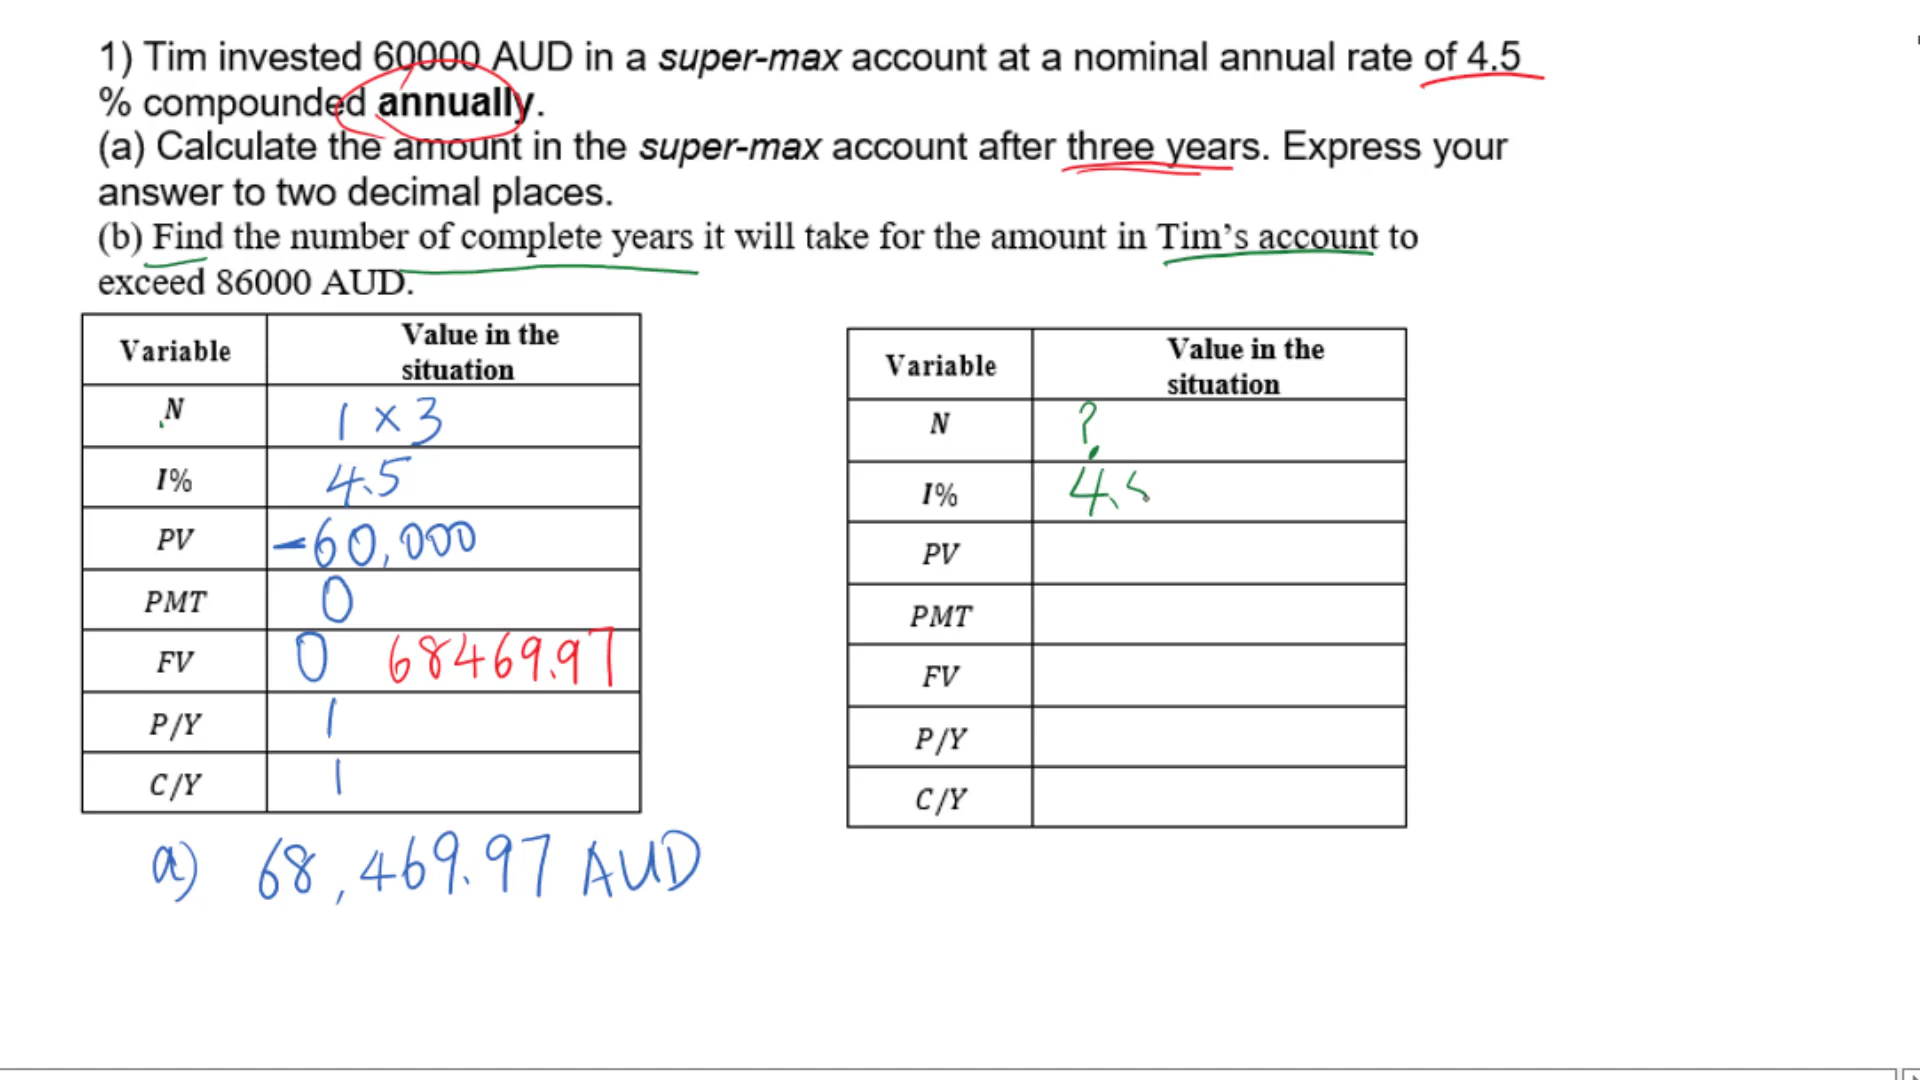 1) Tim invested 60000 AUD in a super-max account at a nominal annual rate of 4.5
% compounded annually.
(a) Calculate the amount in the super-max account after three years. Express your
answer to two decimal places.
(b) Find the number of complete years it will take for the amount in Tim’s account to
exceed 86000 AUD.
Variable Value in the
situation
N 1 × 3
I% 4.5
PV -60,000
PMT 0
FV 0 68469.97
P/Y 1
C/Y 1
a) 68,469.97 AUD
Variable Value in the
situation
N ?
I% 4.5
PV
PMT
FV
P/Y
C/Y